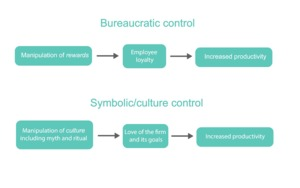 Bureaucratic control
Manipulation of rewards
Employee
loyalty
Increased productivity
Symbolic/culture control
Manipulation of culture
including myth and ritual
Love of the firm
and its goals
Increased productivity